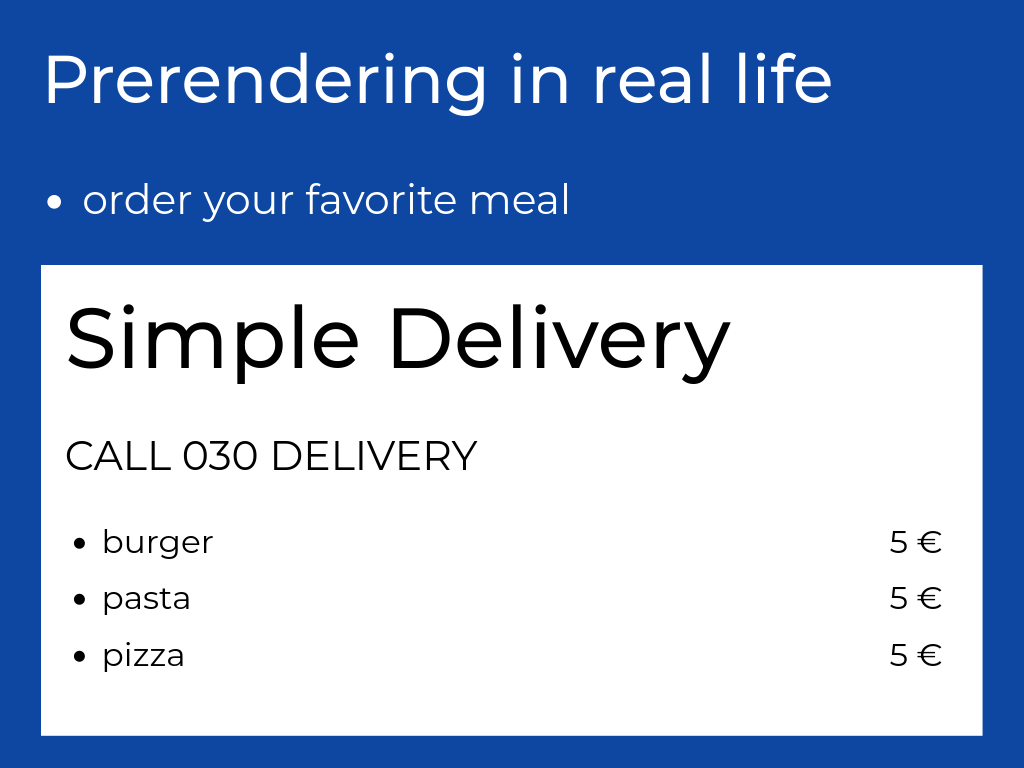 Prerendering in real life
• order your favorite meal
Simple Delivery
CALL 030 DELIVERY
• burger 5 €
• pasta 5 €
• pizza 5 €